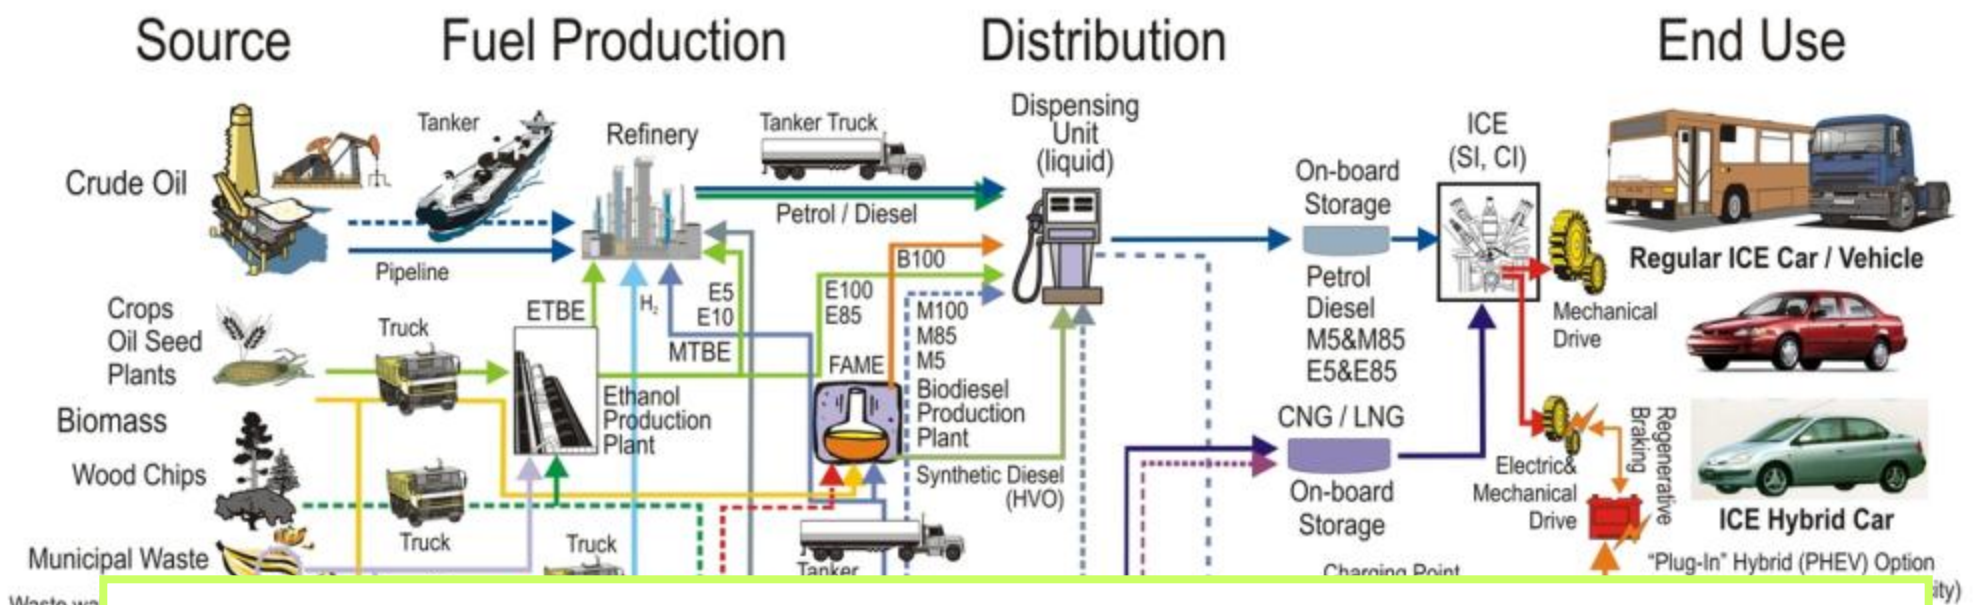 Source
Fuel Production
Distribution
End Use
Crude Oil
Tanker
Pipeline
Refinery
Tanker Truck
Petrol / Diesel
Dispensing
Unit
(liquid)
On-board
Storage
Petrol
Diesel
M5&M85
E5&E85
ICE
(SI, CI)
Mechanical
Drive
Regular ICE Car / Vehicle
Crops
Oil Seed
Plants
Truck
ETBE
H2
E5
E10
MTBE
B100
E100
E85
M100
M85
M5
FAME
Ethanol
Production
Plant
Biodiesel
Production
Plant
Synthetic Diesel
(HVO)
CNG / LNG
On-board
Storage
Electric&
Mechanical
Drive
Regenerative
Braking
ICE Hybrid Car
"Plug-In" Hybrid (PHEV) Option
Biomass
Wood Chips
Truck
Truck
Municipal Waste
Tanker
Charging Point